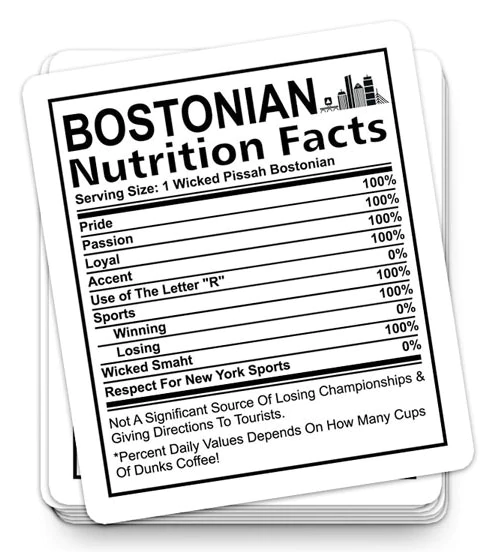 BOSTONIAN
Nutrition Facts
Serving Size: 1 Wicked Pissah Bostonian
Pride 100%
Passion 100%
Loyal 100%
Accent 100%
Use of The Letter "R" 0%
Sports 100%
Winning 100%
Losing 0%
Wicked Smaht 100%
Respect For New York Sports 0%
Not A Significant Source Of Losing Championships &
Giving Directions To Tourists.
*Percent Daily Values Depends On How Many Cups
Of Dunks Coffee!